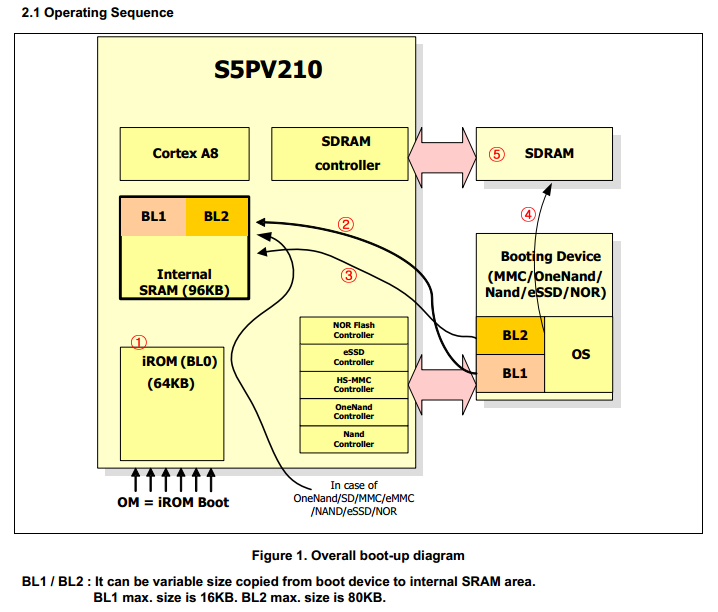 2.1 Operating Sequence
S5PV210
Cortex A8
SDRAM
controller
⑤ SDRAM
BL1 BL2
Internal
SRAM (96KB)
②
③
④
Booting Device
(MMC/OneNand/
Nand/eSSD/NOR)
BL2
BL1
OS
①
iROM (BL0)
(64KB)
NOR Flash
Controller
eSSD
Controller
HS-MMC
Controller
OneNand
Controller
Nand
Controller
OM = iROM Boot
In case of
OneNand/SD/MMC/eMMC
/NAND/eSSD/NOR
Figure 1. Overall boot-up diagram
BL1 / BL2 : It can be variable size copied from boot device to internal SRAM area.
BL1 max. size is 16KB. BL2 max. size is 80KB.